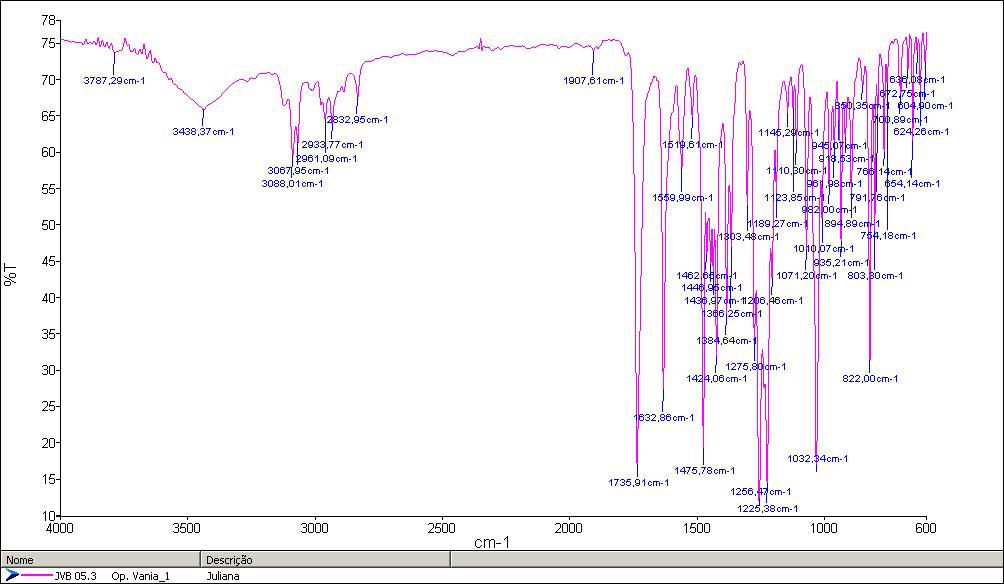 78
75
70
65
60
55
50
45
40
35
30
25
20
15
10
%T
4000
3500
3000
2500
2000
1500
1000
600
cm-1
3787,29cm-1
3438,37cm-1
3088,01cm-1
3067,95cm-1
2961,09cm-1
2933,77cm-1
2832,95cm-1
1907,61cm-1
1735,91cm-1
1632,86cm-1
1559,99cm-1
1519,61cm-1
1475,78cm-1
1462,66cm-1
1446,95cm-1
1436,97cm-1
1424,06cm-1
1384,64cm-1
1366,25cm-1
1303,48cm-1
1275,80cm-1
1256,47cm-1
1225,38cm-1
1206,46cm-1
1189,27cm-1
1145,29cm-1
1123,85cm-1
1110,30cm-1
1071,20cm-1
1032,34cm-1
1010,07cm-1
982,00cm-1
961,98cm-1
945,07cm-1
935,21cm-1
918,53cm-1
894,89cm-1
850,35cm-1
822,00cm-1
803,30cm-1
791,76cm-1
766,14cm-1
754,18cm-1
700,89cm-1
672,75cm-1
654,14cm-1
636,08cm-1
624,26cm-1
604,90cm-1
Nome Descrição
JVB 05.3 Op. Vania_1 Juliana